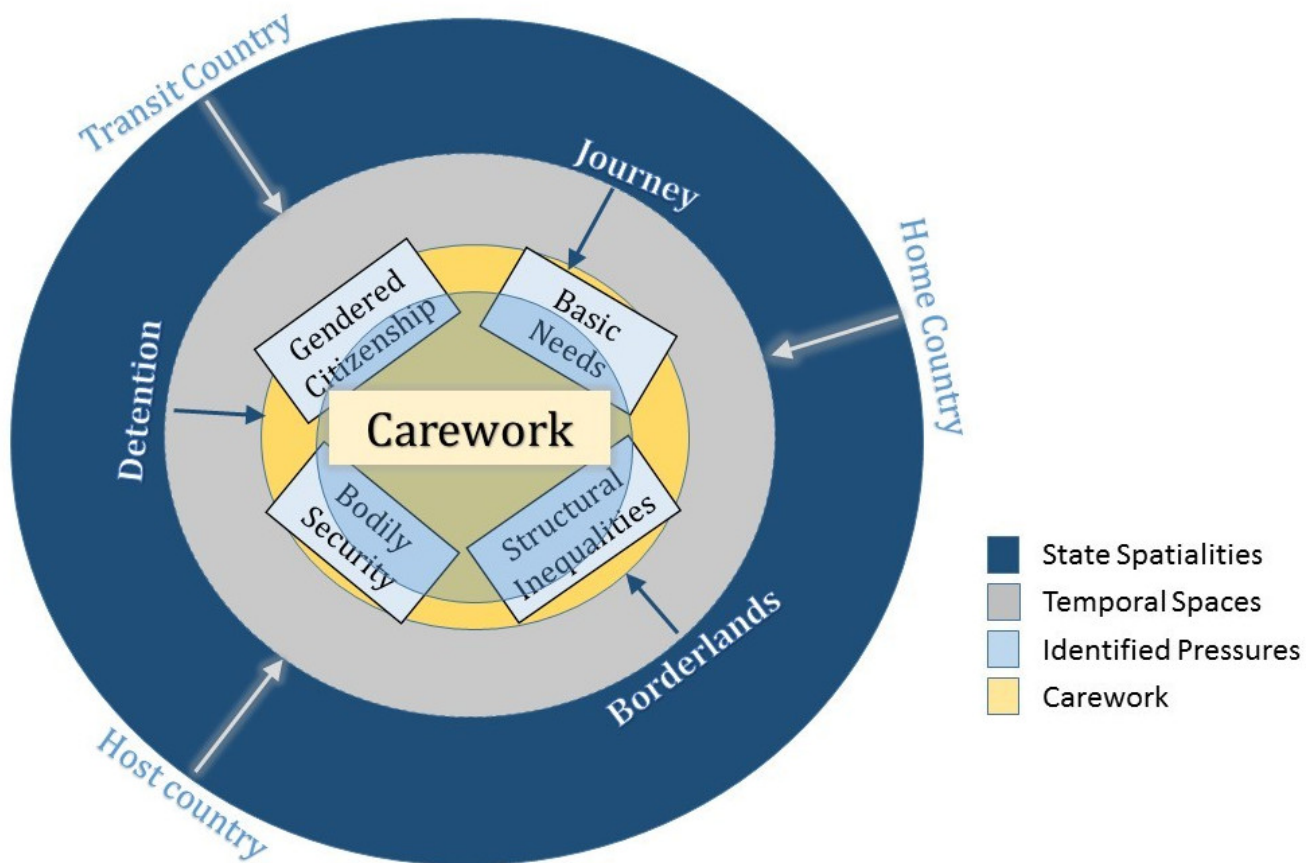 Transit Country
Journey
Home Country
Gendered
Citizenship
Basic
Needs
Detention
Carework
Bodily
Security
Structural
Inequalities
Borderlands
Host country
State Spatialities
Temporal Spaces
Identified Pressures
Carework